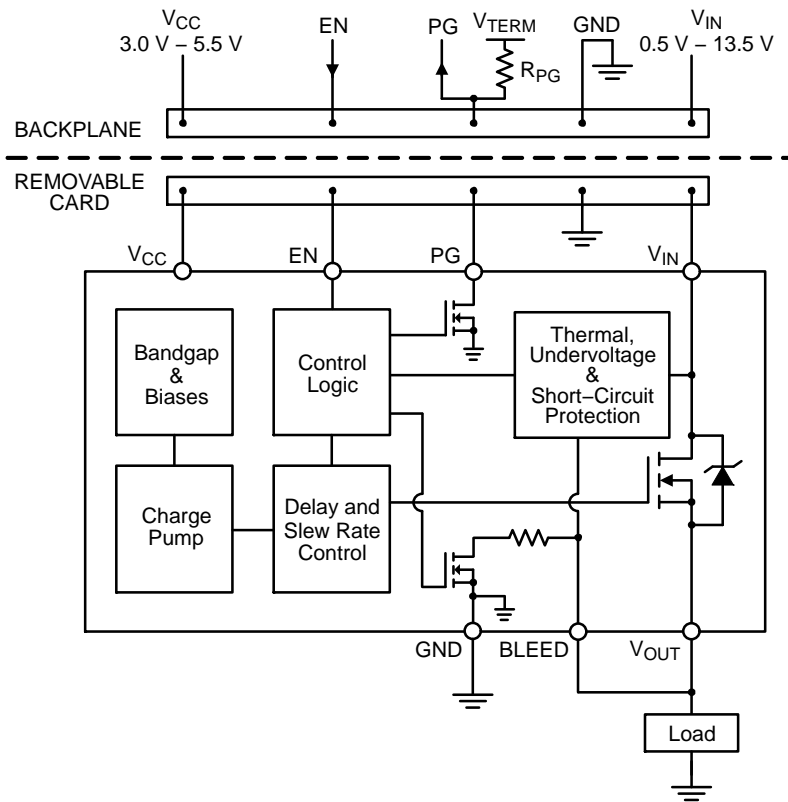 VCC
3.0 V – 5.5 V
EN
PG
VTERM
RPG
GND
VIN
0.5 V – 13.5 V
BACKPLANE
REMOVABLE
CARD
VCC
EN
PG
VIN
Bandgap
&
Biases
Control
Logic
Thermal,
Undervoltage
&
Short–Circuit
Protection
Charge
Pump
Delay and
Slew Rate
Control
GND
BLEED
VOUT
Load